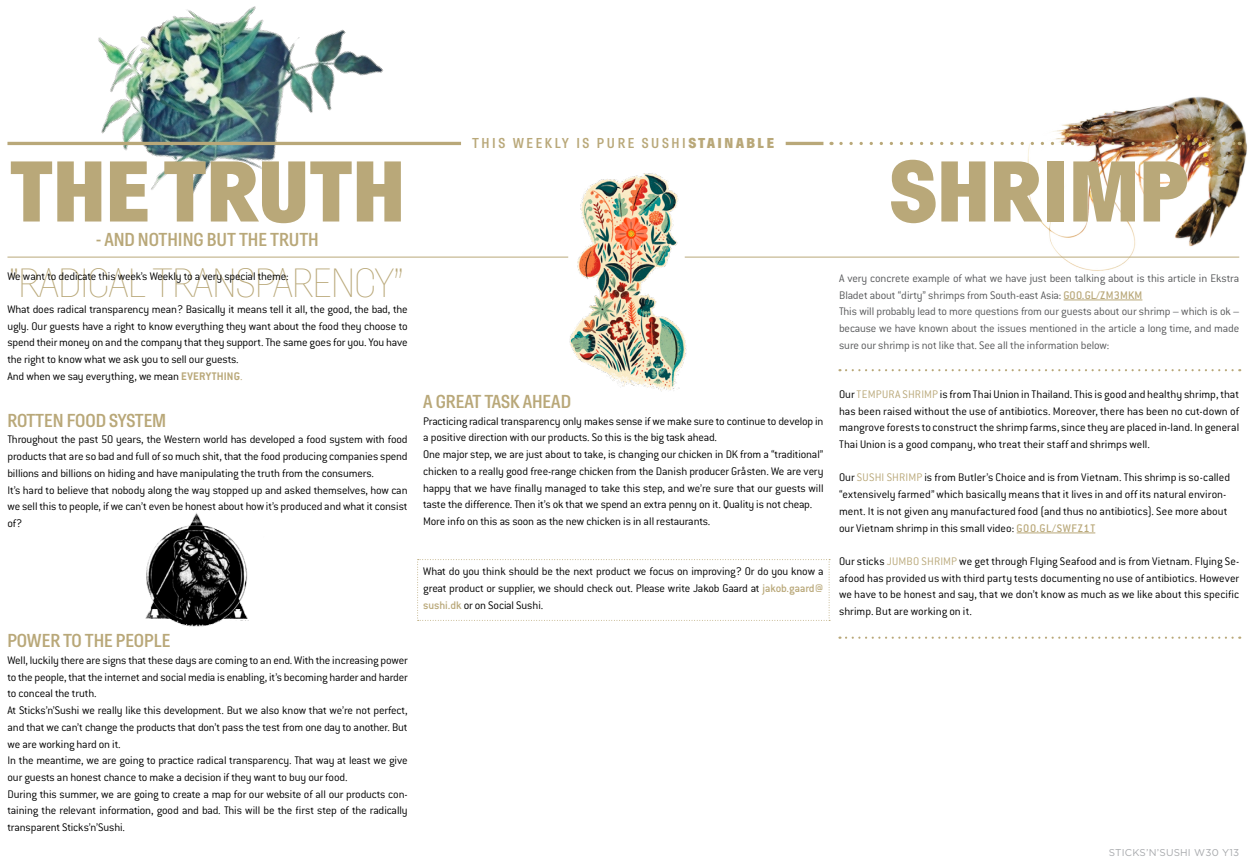 THIS WEEKLY IS PURE SUSHISTAINABLE
THE TRUTH
- AND NOTHING BUT THE TRUTH
We want to dedicate this week's Weekly to a very special theme:
"RADICAL TRANSPARENCY"
What does radical transparency mean? Basically it means tell it all, the good, the bad, the
ugly. Our guests have a right to know everything they want about the food they choose to
spend their money on and the company that they support. The same goes for you. You have
the right to know what we ask you to sell our guests.
And when we say everything, we mean EVERYTHING.
ROTTEN FOOD SYSTEM
Throughout the past 50 years, the Western world has developed a food system with food
products that are so bad and full of so much shit, that the food producing companies spend
billions and billions on hiding and have manipulating the truth from the consumers.
It's hard to believe that nobody along the way stopped up and asked themselves, how can
we sell this to people, if we can't even be honest about how it's produced and what it consist
of?
POWER TO THE PEOPLE
Well, luckily there are signs that these days are coming to an end. With the increasing power
to the people, that the internet and social media is enabling, it's becoming harder and harder
to conceal the truth.
At Sticks'n'Sushi we really like this development. But we also know that we're not perfect,
and that we can't change the products that don't pass the test from one day to another. But
we are working hard on it.
In the meantime, we are going to practice radical transparency. That way at least we give
our guests an honest chance to make a decision if they want to buy our food.
During this summer, we are going to create a map for our website of all our products con-
taining the relevant information, good and bad. This will be the first step of the radically
transparent Sticks'n'Sushi.
A GREAT TASK AHEAD
Practicing radical transparency only makes sense if we make sure to continue to develop in
a positive direction with our products. So this is the big task ahead.
One major step, we are just about to take, is changing our chicken in DK from a "traditional"
chicken to a really good free-range chicken from the Danish producer Gråsten. We are very
happy that we have finally managed to take this step, and we're sure that our guests will
taste the difference. Then it's ok that we spend an extra penny on it. Quality is not cheap.
More info on this as soon as the new chicken is in all restaurants.
What do you think should be the next product we focus on improving? Or do you know a
great product or supplier, we should check out. Please write Jakob Gaard at jakob.gaard@
sushi.dk or on Social Sushi.
SHRIMP
A very concrete example of what we have just been talking about is this article in Ekstra
Bladet about "dirty" shrimps from South-east Asia: GOO.GL/ZM3MKM
This will probably lead to more questions from our guests about our shrimp – which is ok –
because we have known about the issues mentioned in the article a long time, and made
sure our shrimp is not like that. See all the information below:
Our TEMPURA SHRIMP is from Thai Union in Thailand. This is good and healthy shrimp, that
has been raised without the use of antibiotics. Moreover, there has been no cut-down of
mangrove forests to construct the shrimp farms, since they are placed in-land. In general
Thai Union is a good company, who treat their staff and shrimps well.
Our SUSHI SHRIMP is from Butler's Choice and is from Vietnam. This shrimp is so-called
"extensively farmed" which basically means that it lives in and off its natural environ-
ment. It is not given any manufactured food (and thus no antibiotics). See more about
our Vietnam shrimp in this small video: GOO.GL/SWFZ1T
Our sticks JUMBO SHRIMP we get through Flying Seafood and is from Vietnam. Flying Se-
afood has provided us with third party tests documenting no use of antibiotics. However
we have to be honest and say, that we don't know as much as we like about this specific
shrimp. But are working on it.
STICKS'N'SUSHI W30 Y13